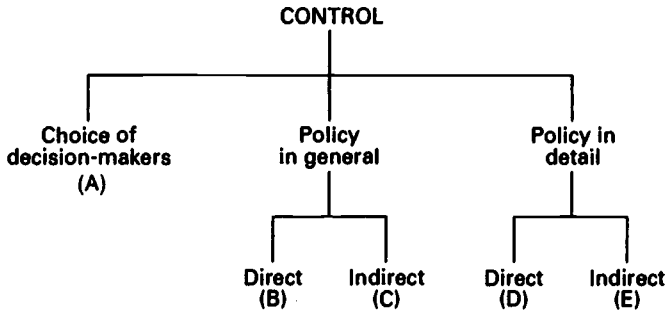 CONTROL
Choice of
decision-makers
(A)
Policy
in general
Policy in
detail
Direct
(B)
Indirect
(C)
Direct
(D)
Indirect
(E)